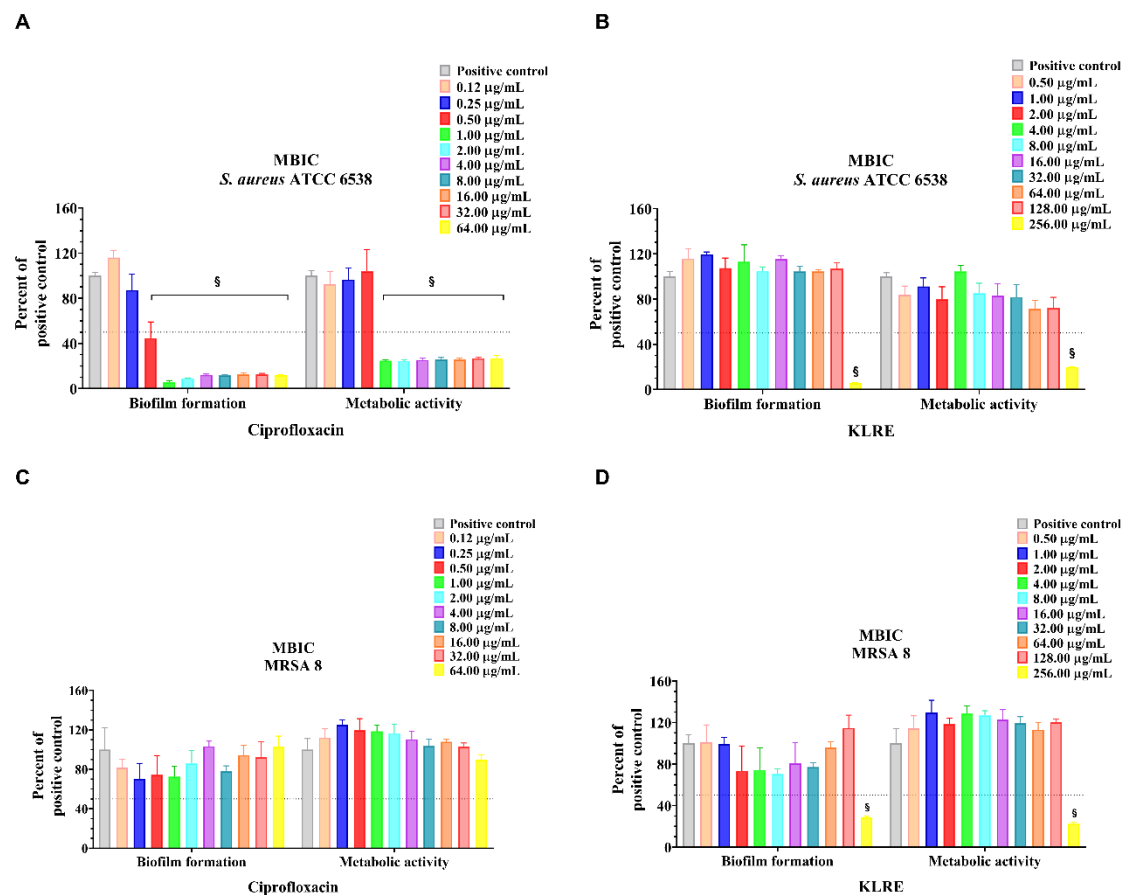 A
Positive control
0.12 µg/mL
0.25 µg/mL
0.50 µg/mL
1.00 µg/mL
2.00 µg/mL
4.00 µg/mL
8.00 µg/mL
16.00 µg/mL
32.00 µg/mL
64.00 µg/mL
MBIC
S. aureus ATCC 6538
Percent of
positive control
160
120
80
40
0
§
§
Biofilm formation
Metabolic activity
Ciprofloxacin
B
Positive control
0.50 µg/mL
1.00 µg/mL
2.00 µg/mL
4.00 µg/mL
8.00 µg/mL
16.00 µg/mL
32.00 µg/mL
64.00 µg/mL
128.00 µg/mL
256.00 µg/mL
MBIC
S. aureus ATCC 6538
Percent of
positive control
160
120
80
40
0
§
§
Biofilm formation
Metabolic activity
KLRE
C
Positive control
0.12 µg/mL
0.25 µg/mL
0.50 µg/mL
1.00 µg/mL
2.00 µg/mL
4.00 µg/mL
8.00 µg/mL
16.00 µg/mL
32.00 µg/mL
64.00 µg/mL
MBIC
MRSA 8
Percent of
positive control
160
120
80
40
0
Biofilm formation
Metabolic activity
Ciprofloxacin
D
Positive control
0.50 µg/mL
1.00 µg/mL
2.00 µg/mL
4.00 µg/mL
8.00 µg/mL
16.00 µg/mL
32.00 µg/mL
64.00 µg/mL
128.00 µg/mL
256.00 µg/mL
MBIC
MRSA 8
Percent of
positive control
160
120
80
40
0
§
§
Biofilm formation
Metabolic activity
KLRE